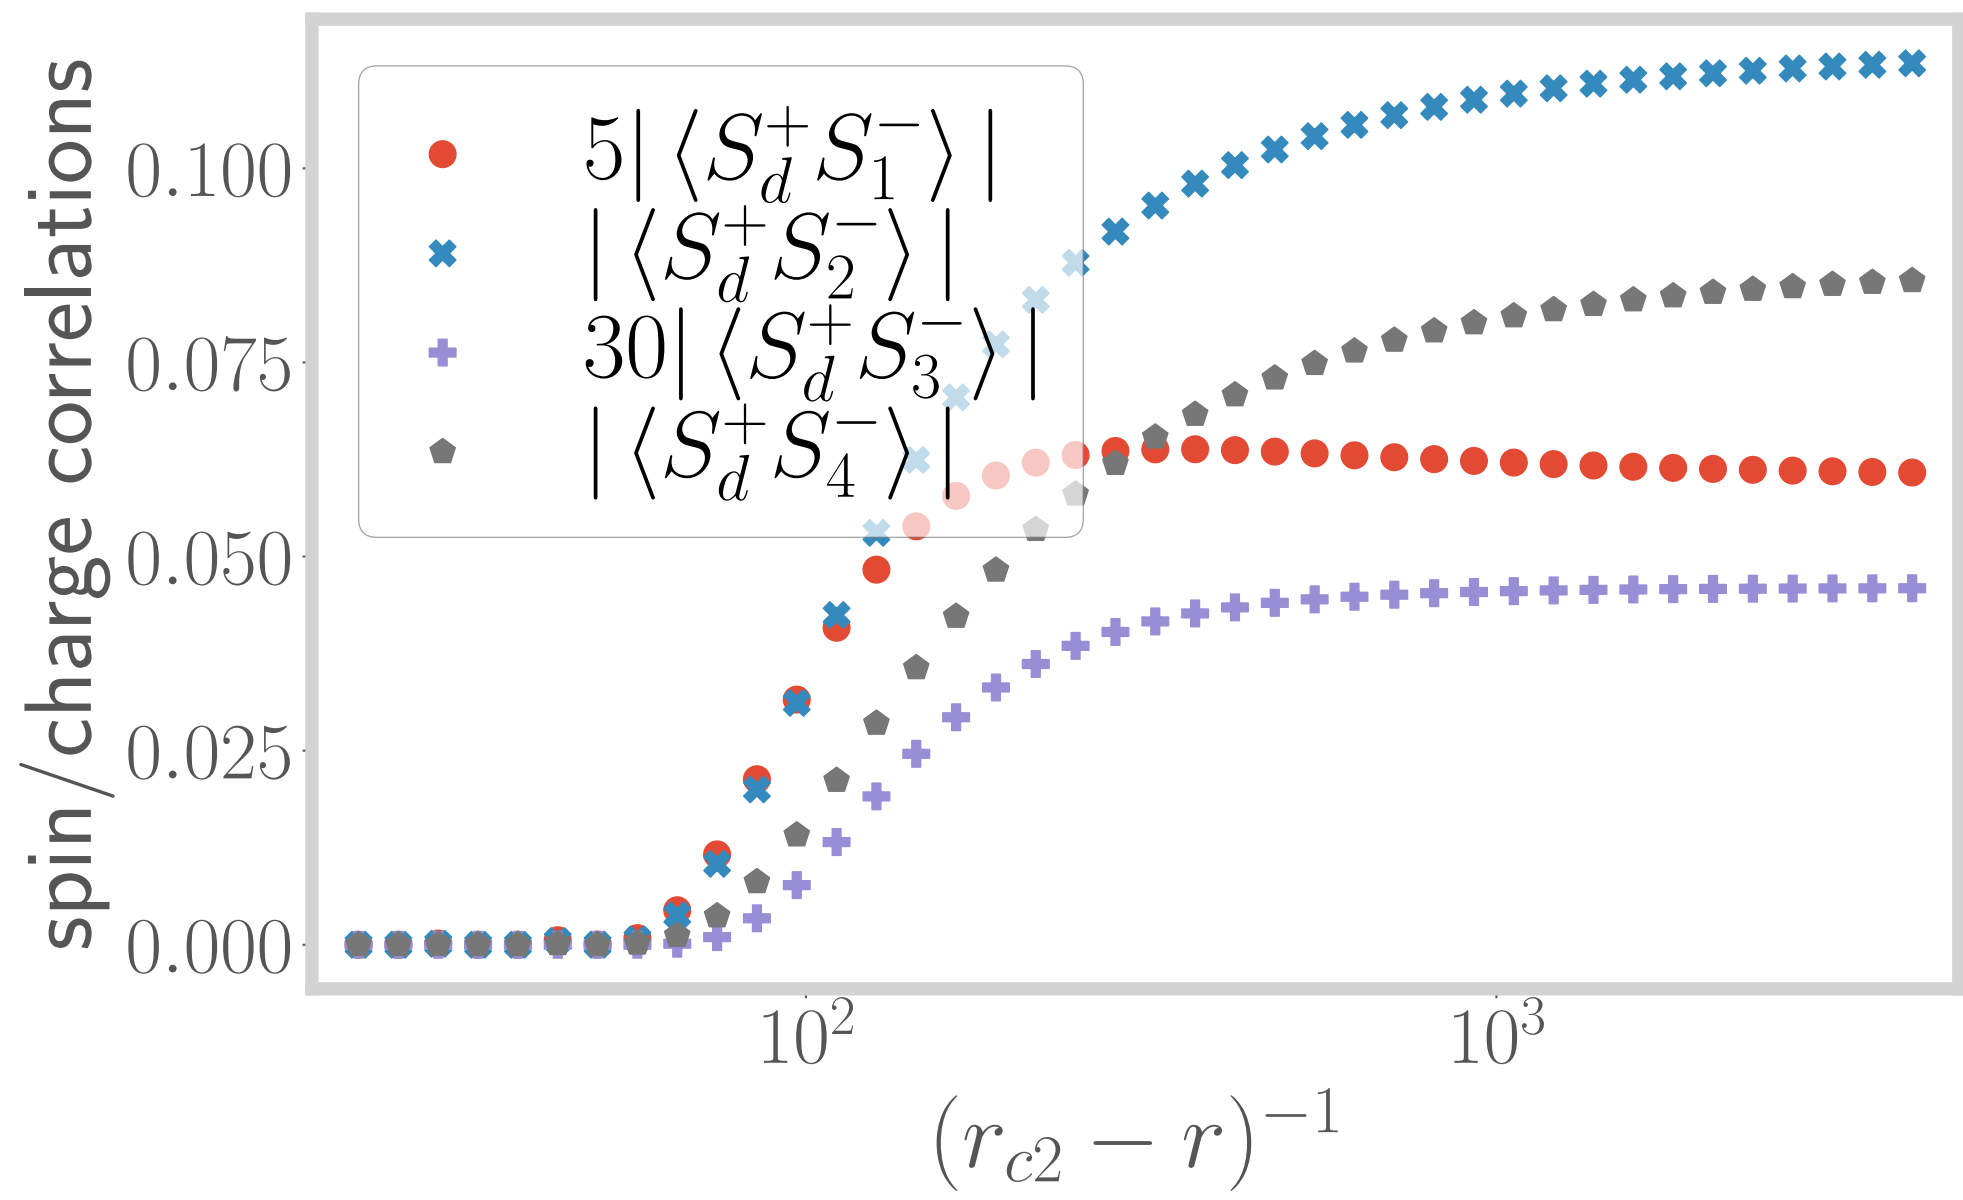 spin/charge correlations
0.100
0.075
0.050
0.025
0.000
5|⟨S_d^+ S_1^-⟩|
|⟨S_d^+ S_2^-⟩|
30|⟨S_d^+ S_3^-⟩|
|⟨S_d^+ S_4^-⟩|
10^2
10^3
(r_{c2} − r)^{−1}